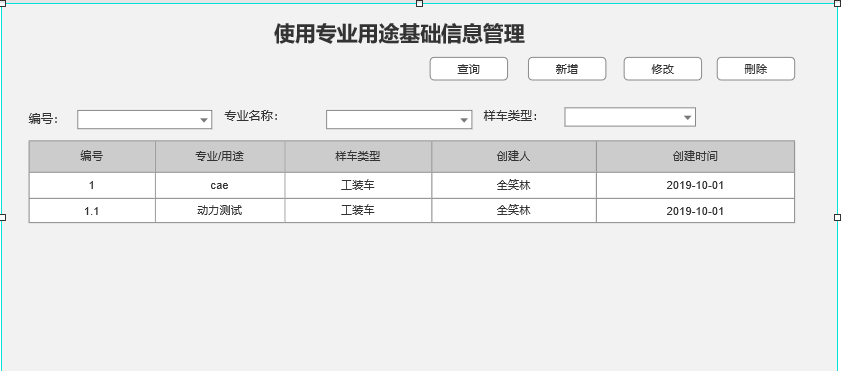 使用专业用途基础信息管理
查询 新增 修改 刪除
编号： 专业名称： 样车类型：
编号 专业/用途 样车类型 创建人 创建时间
1 cae 工装车 全笑林 2019-10-01
1.1 动力测试 工装车 全笑林 2019-10-01